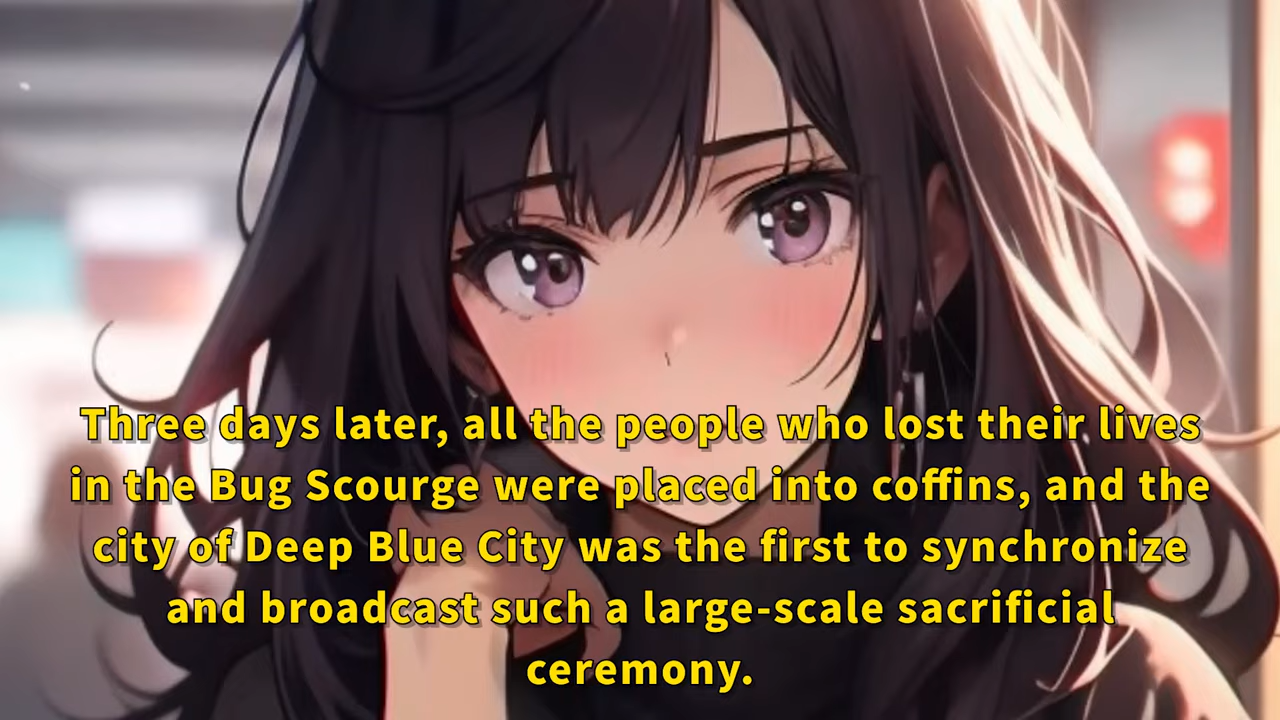 Three days later, all the people who lost their lives
in the Bug Scourge were placed into coffins, and the
city of Deep Blue City was the first to synchronize
and broadcast such a large-scale sacrificial
ceremony.